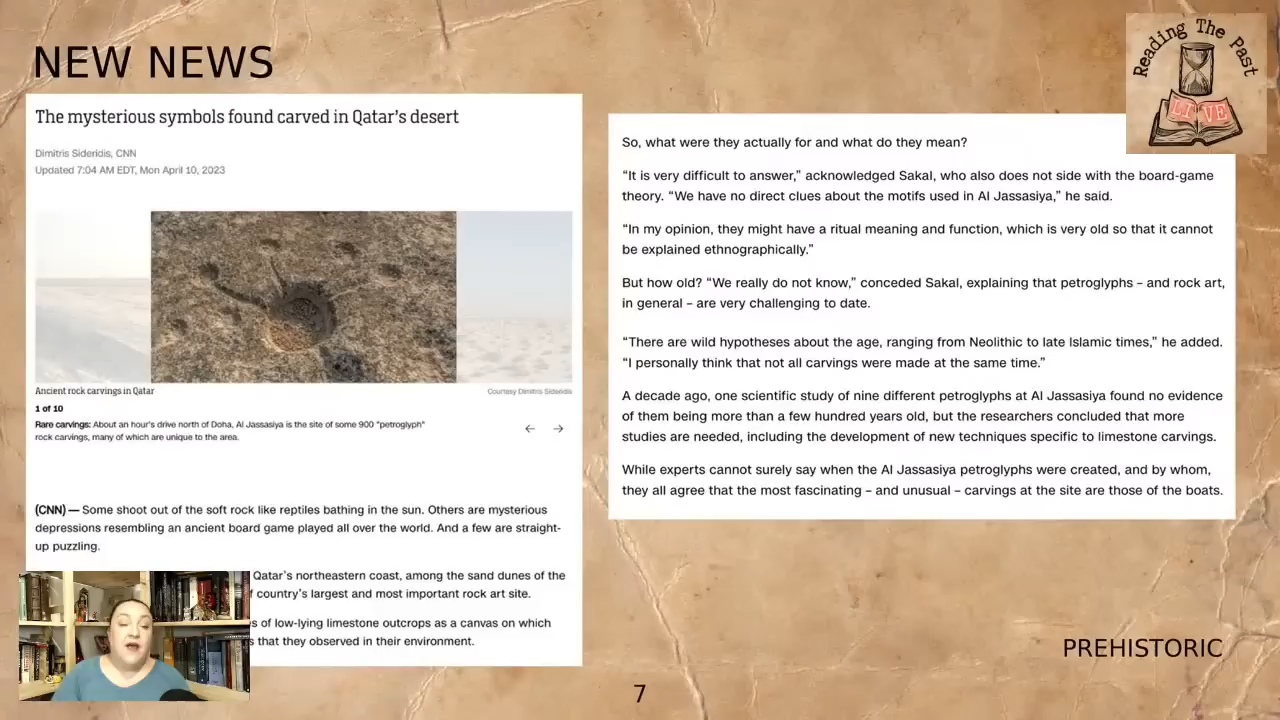 NEW NEWS
Reading The Past
LIVE
The mysterious symbols found carved in Qatar's desert
Dimitris Sideridis, CNN
Updated 7:04 AM EDT, Mon April 10, 2023
Ancient rock carvings in Qatar
Courtesy Dimitris Sideridis
1 of 10
Rare carvings: About an hour's drive north of Doha, Al Jassasiya is the site of some 900 "petroglyph"
rock carvings, many of which are unique to the area.
(CNN) — Some shoot out of the soft rock like reptiles bathing in the sun. Others are mysterious
depressions resembling an ancient board game played all over the world. And a few are straight-
up puzzling.
Qatar's northeastern coast, among the sand dunes of the
country's largest and most important rock art site.
s of low-lying limestone outcrops as a canvas on which
s that they observed in their environment.
So, what were they actually for and what do they mean?
“It is very difficult to answer,” acknowledged Sakal, who also does not side with the board-game
theory. “We have no direct clues about the motifs used in Al Jassasiya,” he said.
“In my opinion, they might have a ritual meaning and function, which is very old so that it cannot
be explained ethnographically.”
But how old? “We really do not know,” conceded Sakal, explaining that petroglyphs – and rock art,
in general – are very challenging to date.
“There are wild hypotheses about the age, ranging from Neolithic to late Islamic times,” he added.
“I personally think that not all carvings were made at the same time.”
A decade ago, one scientific study of nine different petroglyphs at Al Jassasiya found no evidence
of them being more than a few hundred years old, but the researchers concluded that more
studies are needed, including the development of new techniques specific to limestone carvings.
While experts cannot surely say when the Al Jassasiya petroglyphs were created, and by whom,
they all agree that the most fascinating – and unusual – carvings at the site are those of the boats.
PREHISTORIC
7